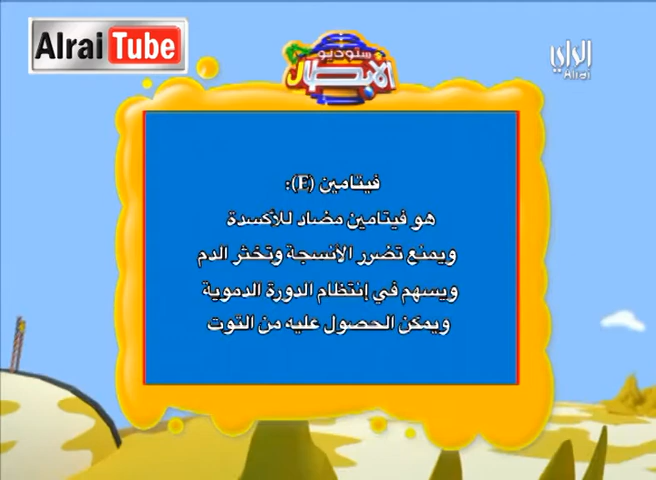 Alrai Tube
ستوديو
الأبطال
الراي
Alrai
فيتامين (E):
هو فيتامين مضاد للأكسدة
ويمنع تضرر الأنسجة وتخثر الدم
ويسهم في إنتظام الدورة الدموية
ويمكن الحصول عليه من التوت